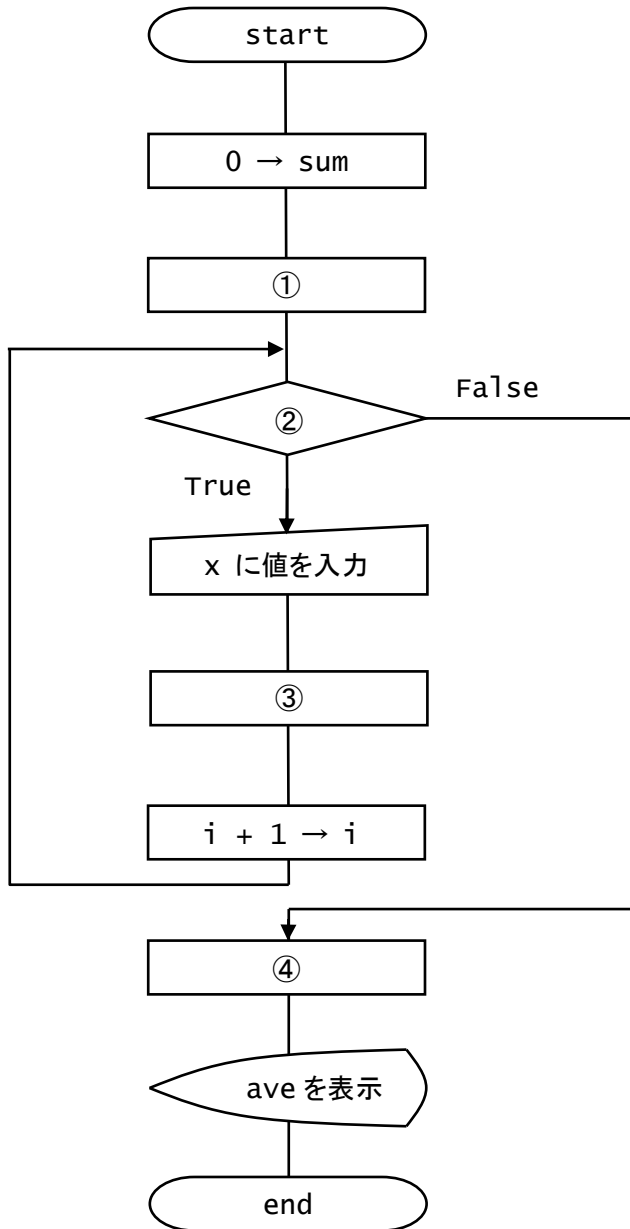 start
0 → sum
①
②
False
True
x に値を入力
③
i + 1 → i
④
ave を表示
end